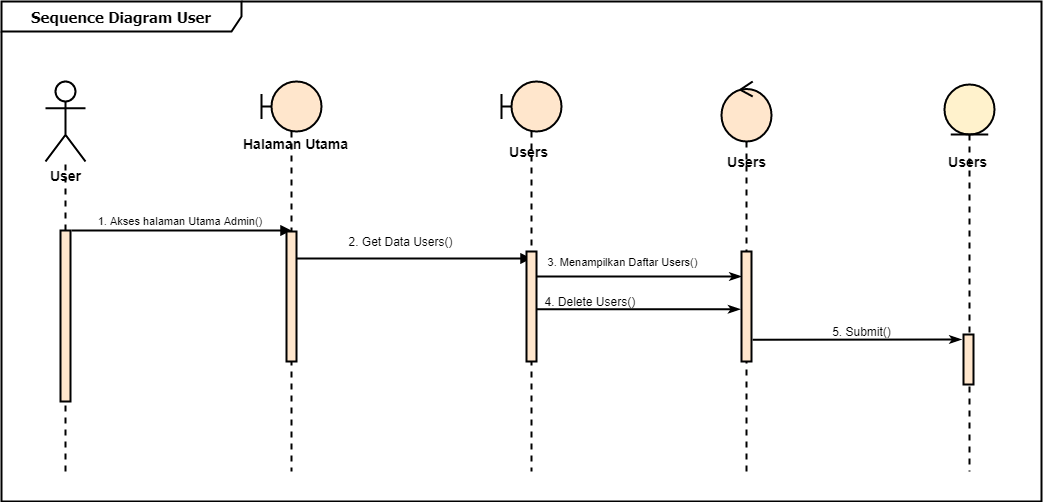 Sequence Diagram User
User
Halaman Utama
Users
Users
Users
1. Akses halaman Utama Admin()
2. Get Data Users()
3. Menampilkan Daftar Users()
4. Delete Users()
5. Submit()